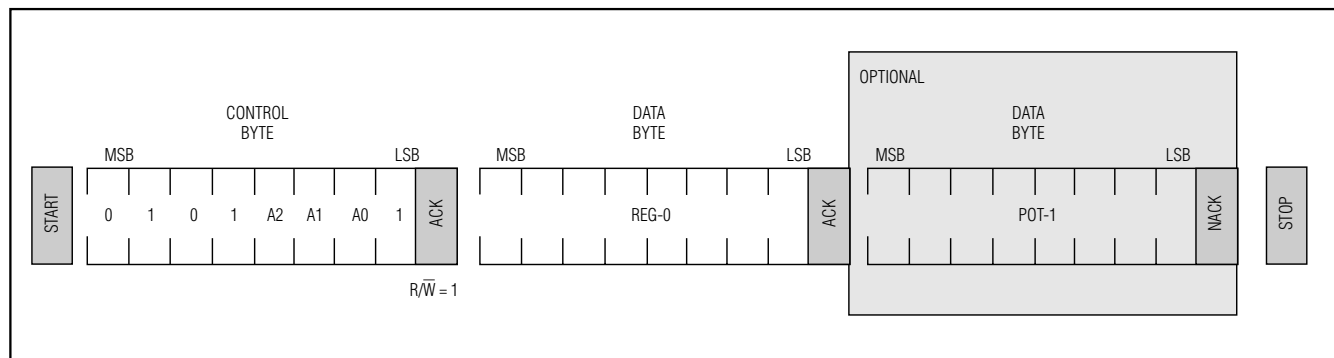 OPTIONAL
CONTROL
BYTE
DATA
BYTE
DATA
BYTE
MSB
LSB
MSB
LSB
MSB
LSB
START
0 1 0 1 A2 A1 A0 1
ACK
REG-0
ACK
POT-1
NACK
STOP
R/W̅ = 1